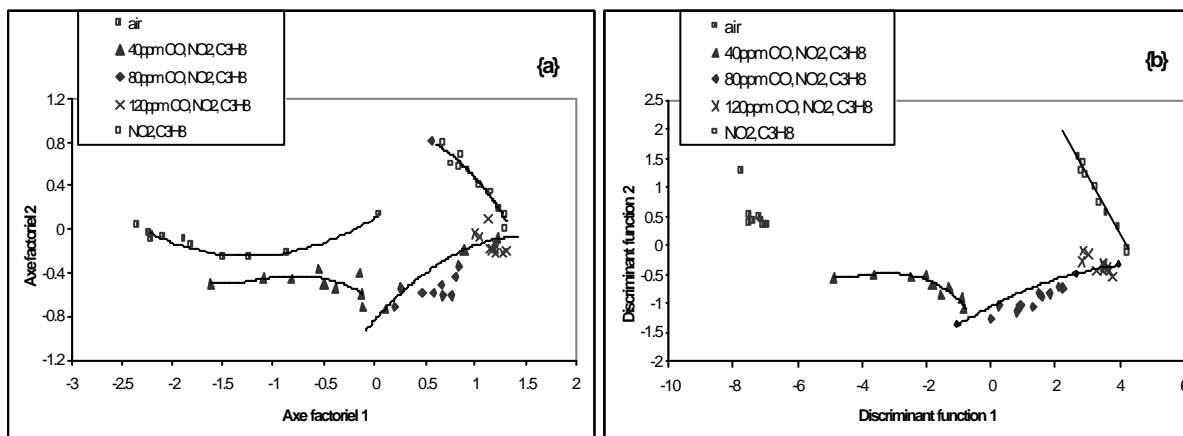 air
40ppm CO, NO2, C3H8
80ppm CO, NO2, C3H8
120ppm CO, NO2, C3H8
NO2, C3H8
{a}
1.2
0.8
0.4
0
-0.4
-0.8
-1.2
-3 -2.5 -2 -1.5 -1 -0.5 0 0.5 1 1.5 2
Axe factoriel 2
Axe factoriel 1
air
40ppm CO, NO2, C3H8
80ppm CO, NO2, C3H8
120ppm CO, NO2, C3H8
NO2, C3H8
{b}
2.5
2
1.5
1
0.5
0
-0.5
-1
-1.5
-2
-10 -8 -6 -4 -2 0 2 4 6
Discriminant function 2
Discriminant function 1